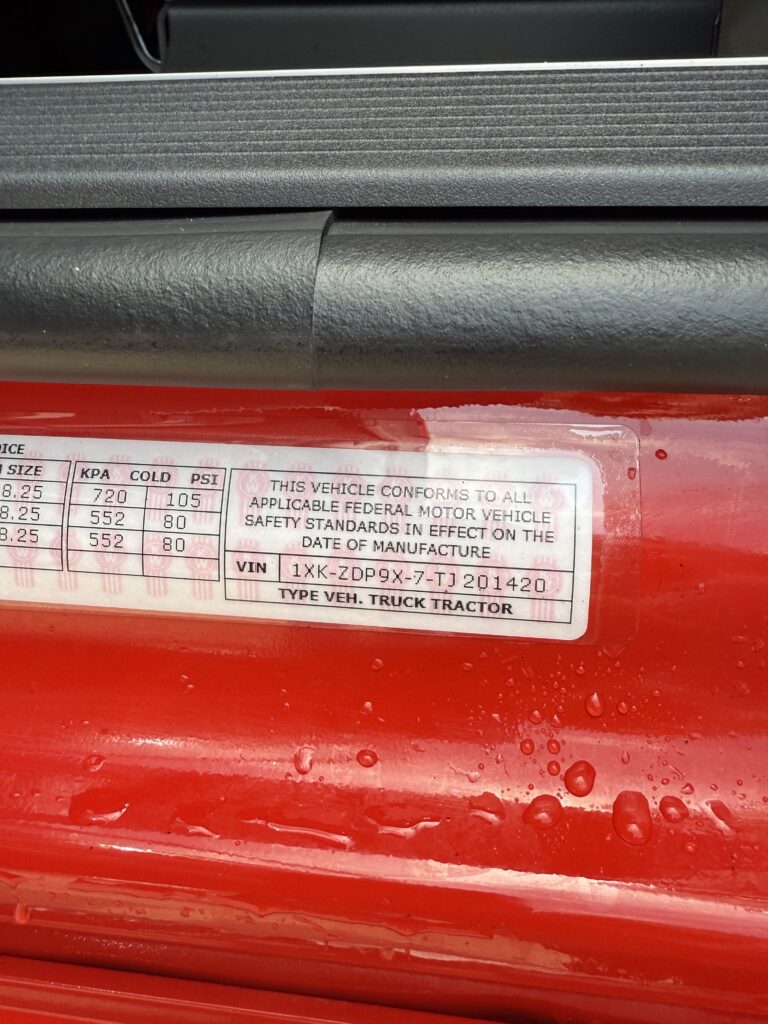 OICE
SIZE
8.25
8.25
8.25
KPA COLD PSI
720 105
552 80
552 80
THIS VEHICLE CONFORMS TO ALL
APPLICABLE FEDERAL MOTOR VEHICLE
SAFETY STANDARDS IN EFFECT ON THE
DATE OF MANUFACTURE
VIN 1XK-ZDP9X-7-TJ201420
TYPE VEH. TRUCK TRACTOR